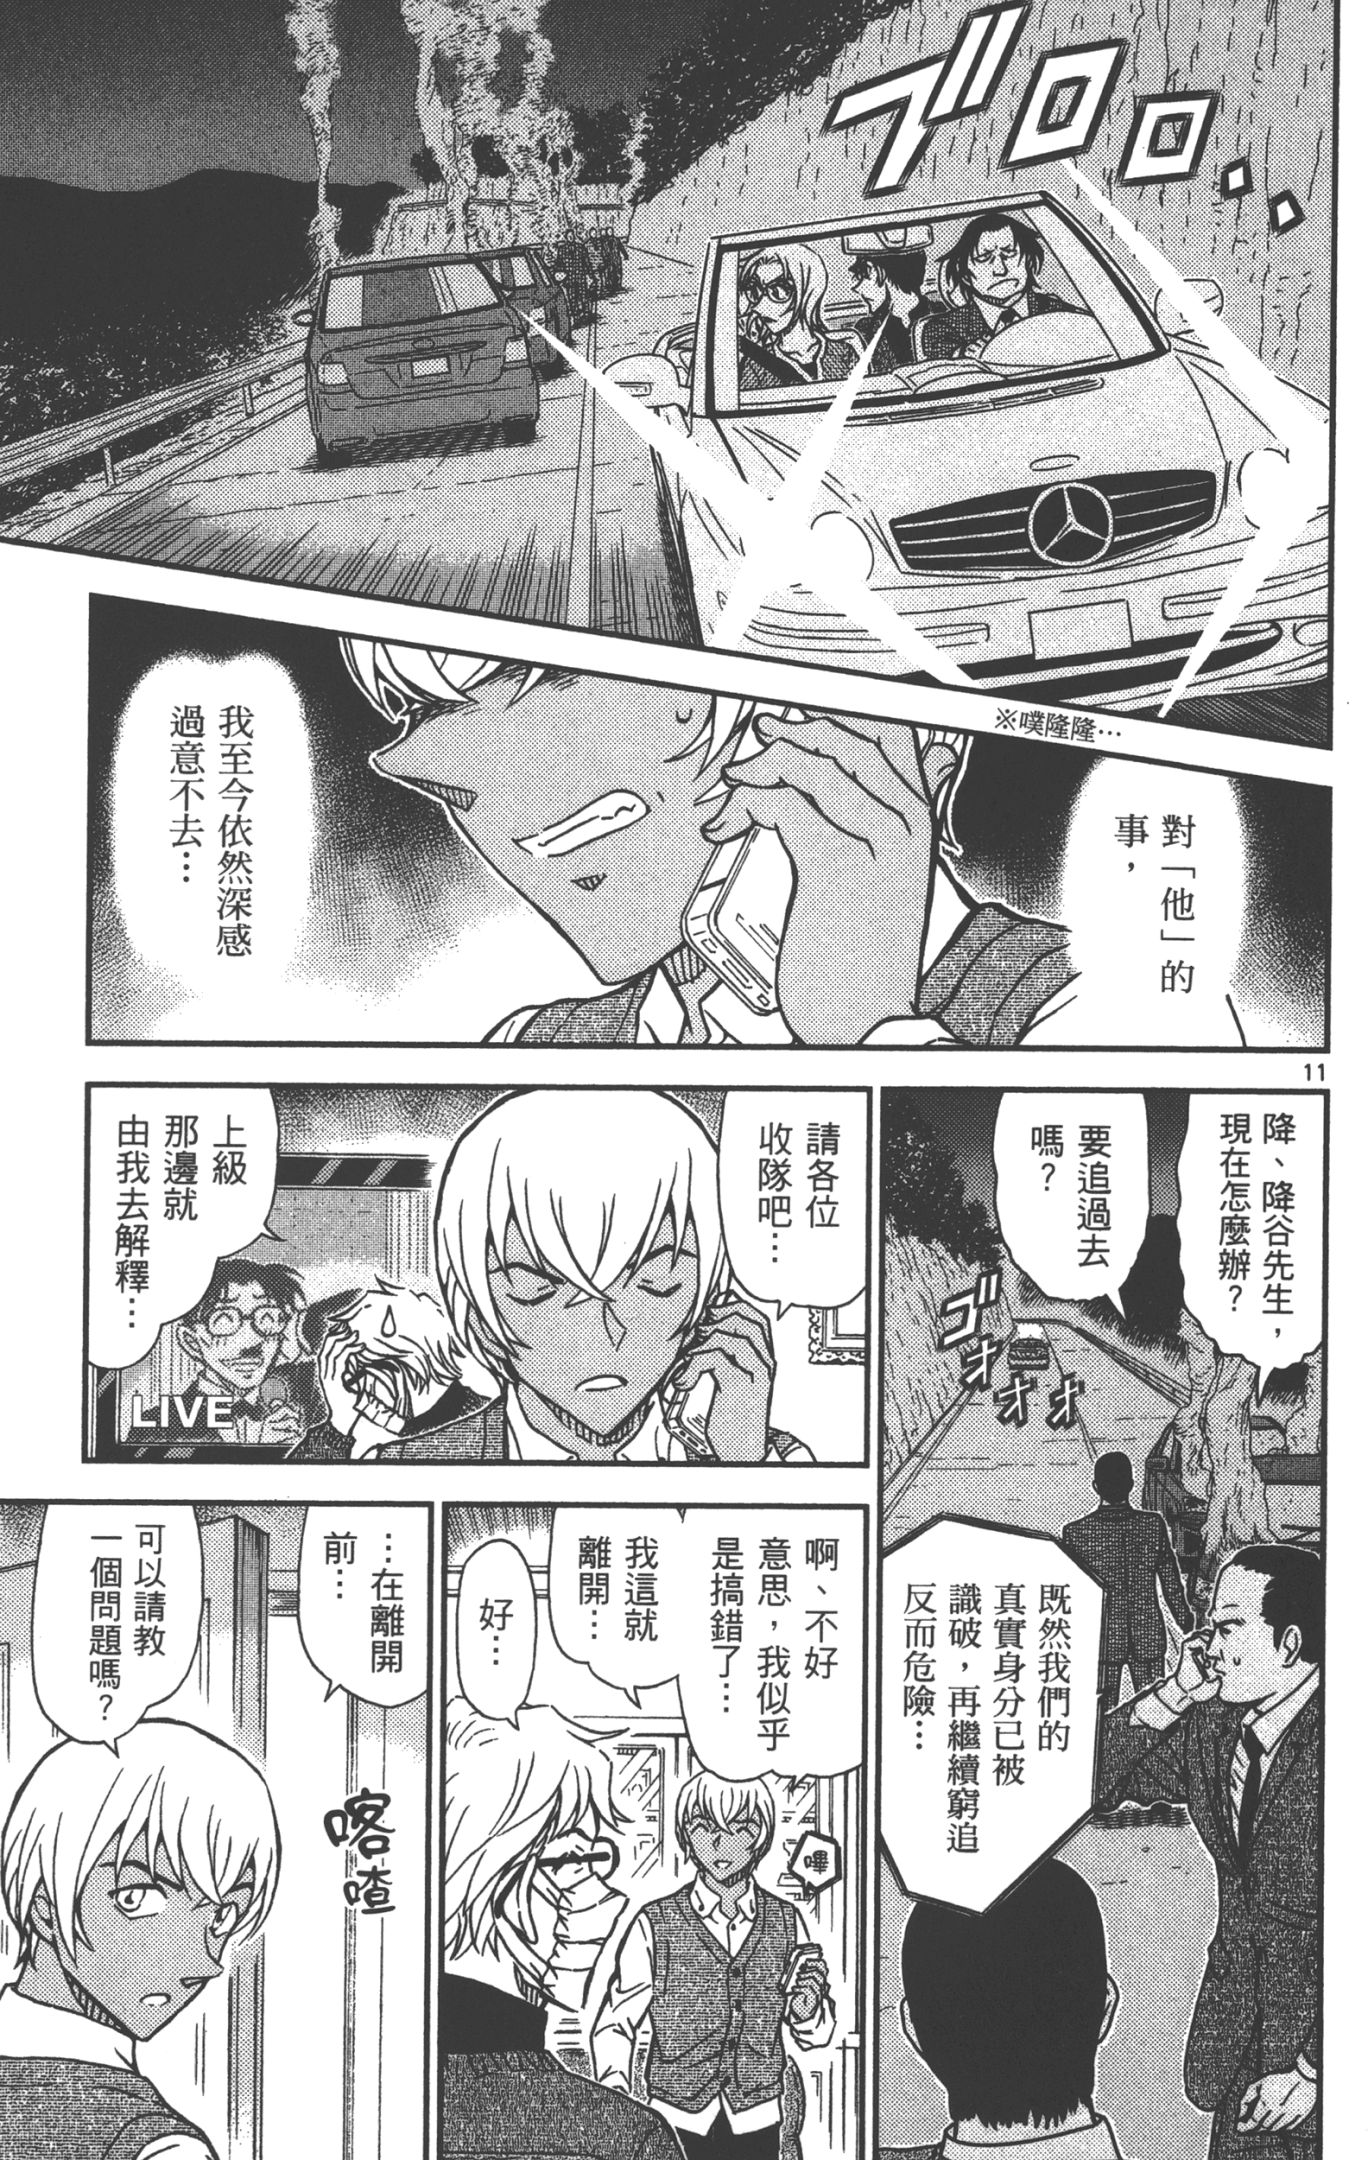 ブロロロ…
※噗隆隆…
對「他」的
事，
我至今依然深感
過意不去…
11
降、降谷先生，
現在怎麼辦？
要追過去
嗎？
ゴオオオ
既然我們的
真實身分已被
識破，再繼續窮追
反而危險…
請各位
收隊吧…
上級
那邊就
由我去解釋…
LIVE
啊、不好
意思，我似乎
是搞錯了…
我這就
離開…
嗶
好…
…在離開
前…
喀喳
可以請教
一個問題嗎？